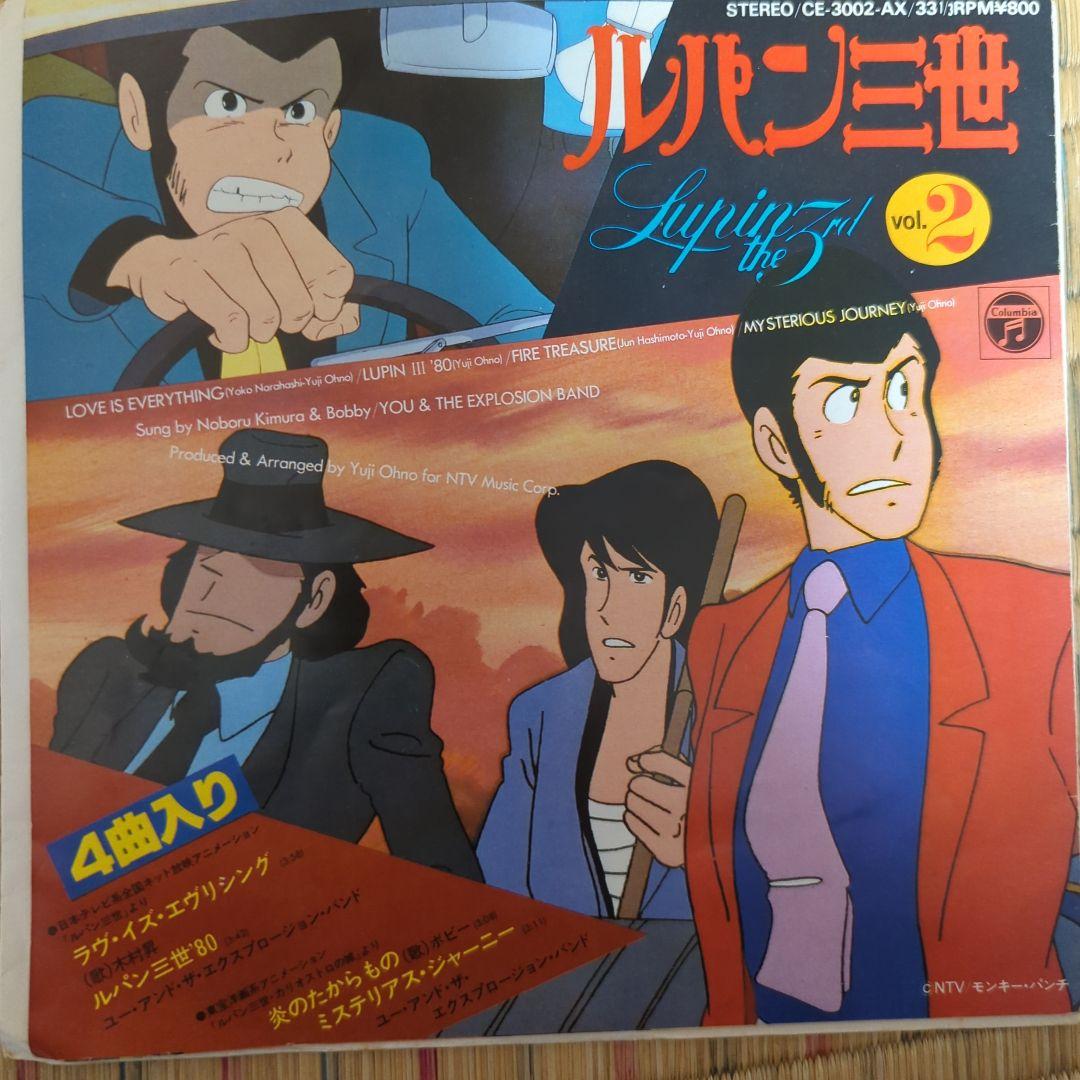 STEREO/CE-3002-AX/33 1/3RPM¥800
ルパン三世
Lupin the 3rd
vol.2
Columbia
LOVE IS EVERYTHING(Yoko Narahashi-Yuji Ohno)/LUPIN III '80(Yuji Ohno)/FIRE TREASURE(Jun Hashimoto-Yuji Ohno)/MYSTERIOUS JOURNEY(Yuji Ohno)
Sung by Noboru Kimura & Bobby/YOU & THE EXPLOSION BAND
Produced & Arranged by Yuji Ohno for NTV Music Corp.
4曲入り
●日本テレビ系全国ネット放映アニメーション
「ルパン三世」より
ラヴ・イズ・エヴリシング (3:58)
(歌)木村昇
ルパン三世'80 (3:42)
ユー・アンド・ザ・エクスプロージョン・バンド
●東宝洋画系アニメーション
「ルパン三世・カリオストロの城」より
炎のたからもの (歌)ボビー (3:08)
ミステリアス・ジャーニー (2:11)
ユー・アンド・ザ・
エクスプロージョン・バンド
©NTV/モンキー・パンチ